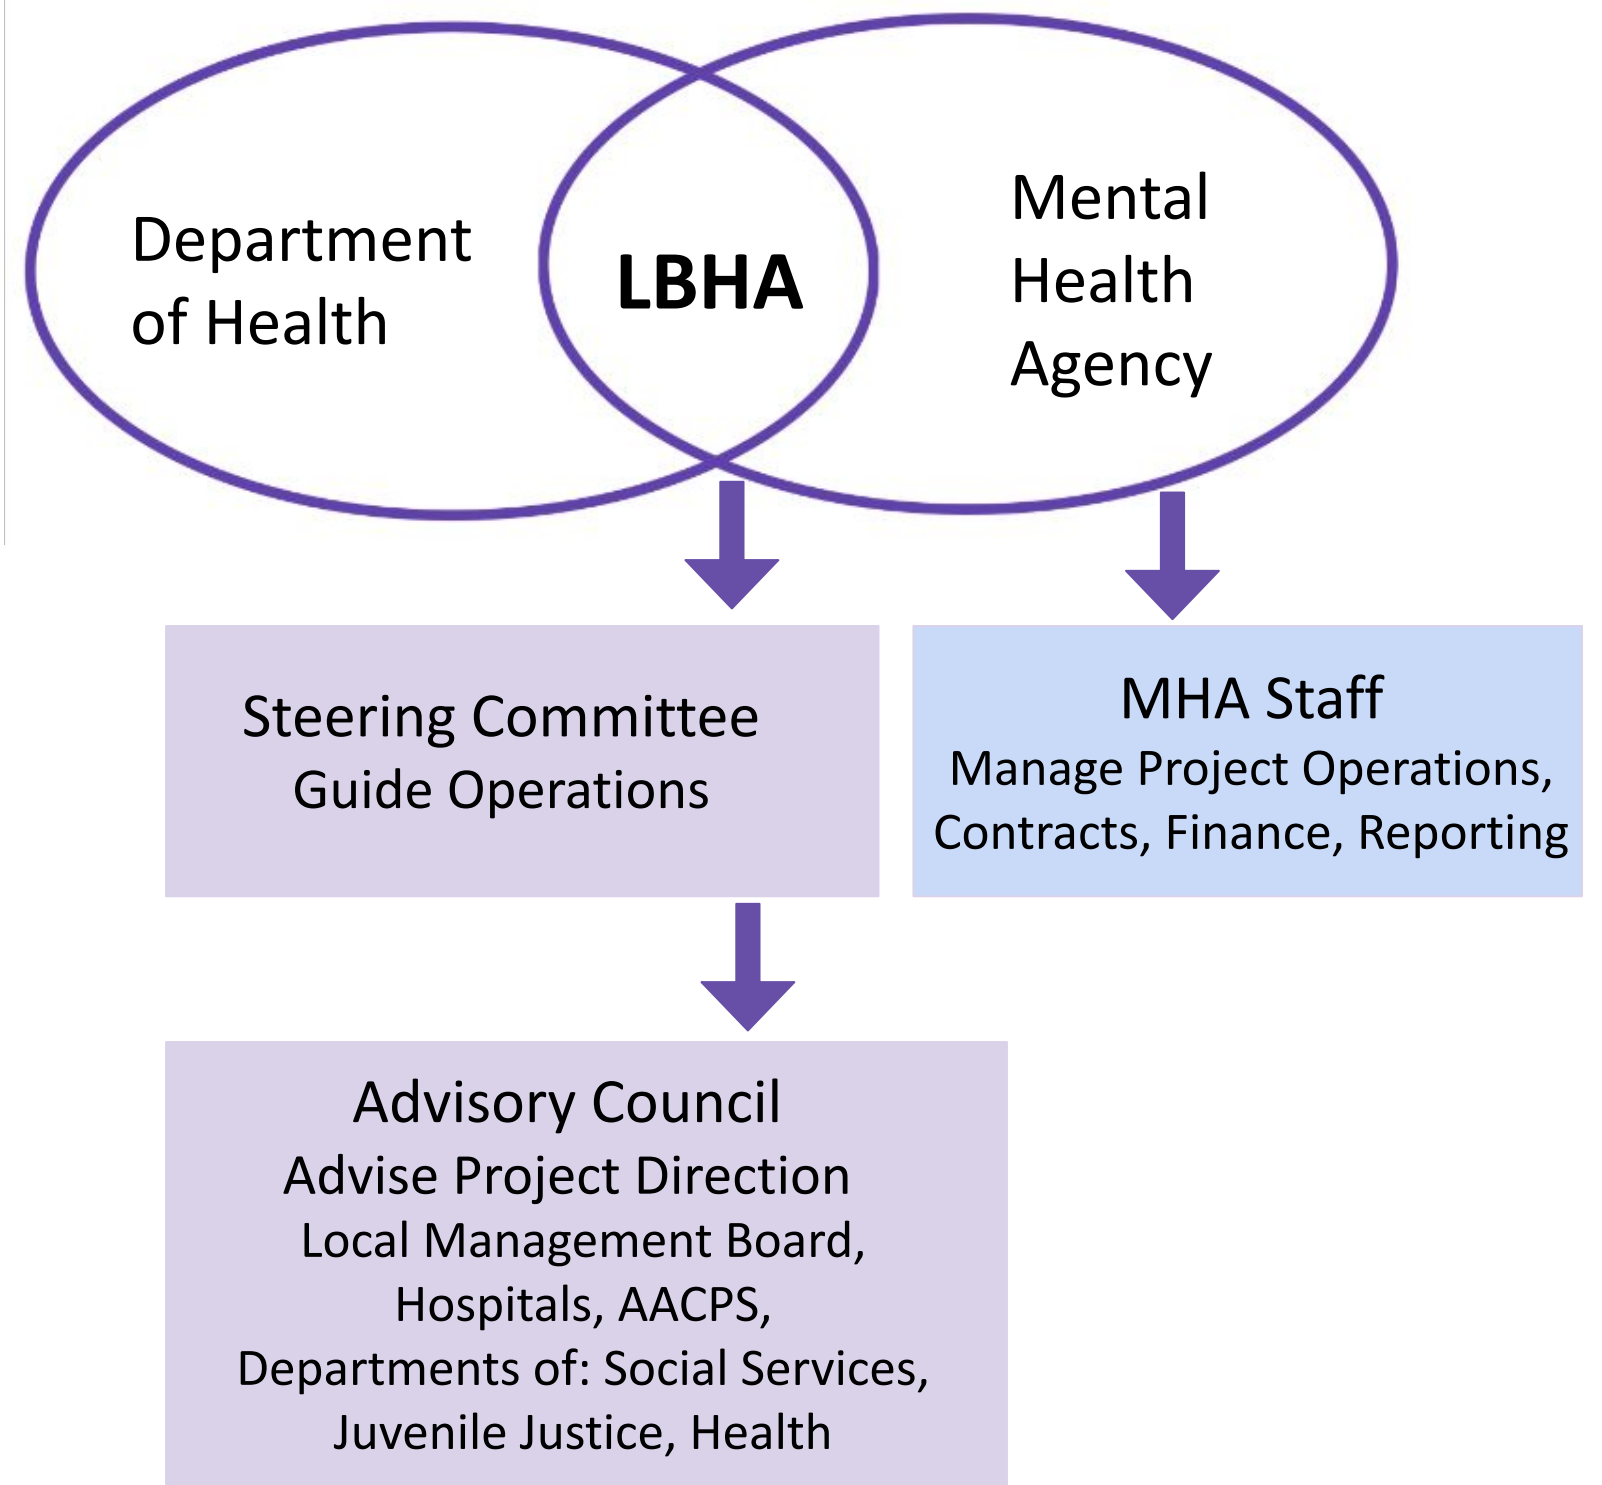 Department
of Health
LBHA
Mental
Health
Agency
Steering Committee
Guide Operations
MHA Staff
Manage Project Operations,
Contracts, Finance, Reporting
Advisory Council
Advise Project Direction
Local Management Board,
Hospitals, AACPS,
Departments of: Social Services,
Juvenile Justice, Health